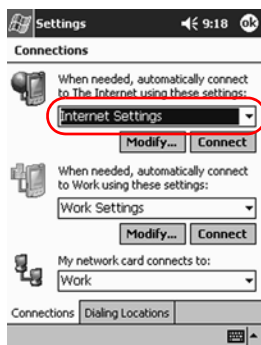 Settings 9:18 ok
Connections
When needed, automatically connect
to The Internet using these settings:
Internet Settings
Modify... Connect
When needed, automatically connect
to Work using these settings:
Work Settings
Modify... Connect
My network card connects to:
Work
Connections Dialing Locations